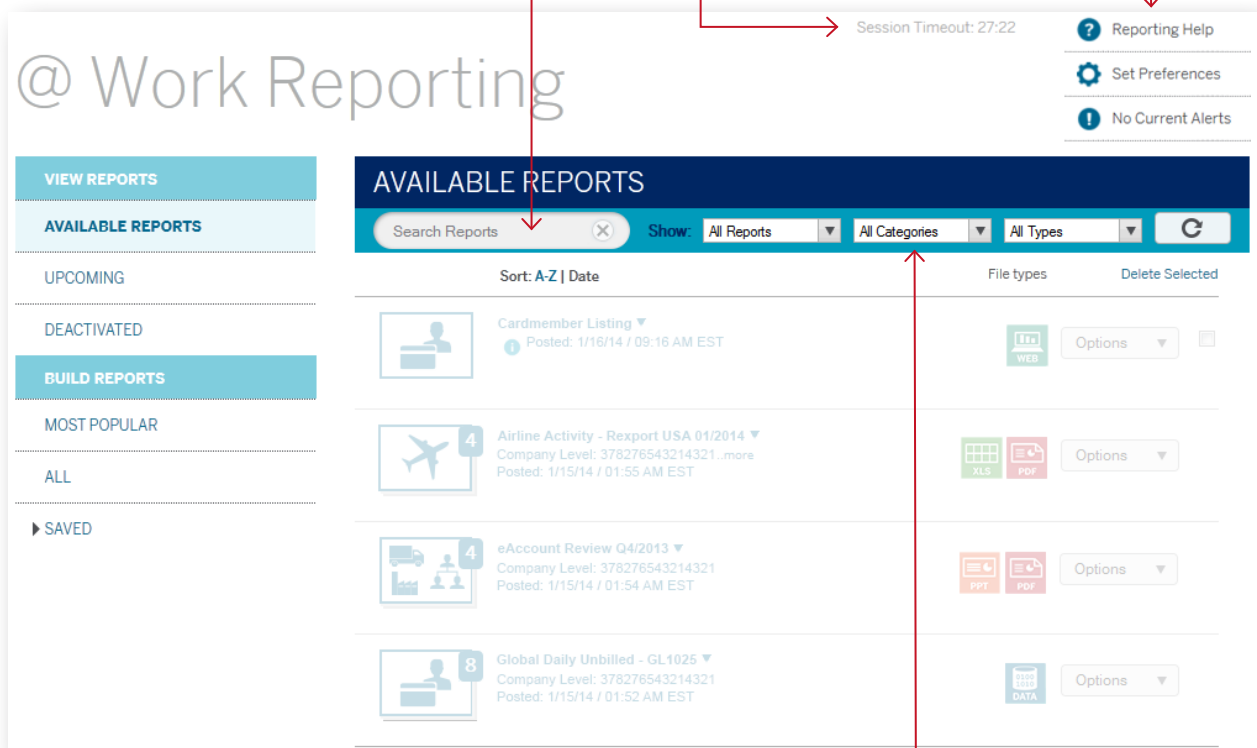 Session Timeout: 27:22
Reporting Help
Set Preferences
No Current Alerts
@ Work Reporting
VIEW REPORTS
AVAILABLE REPORTS
UPCOMING
DEACTIVATED
BUILD REPORTS
MOST POPULAR
ALL
SAVED
AVAILABLE REPORTS
Search Reports Show: All Reports All Categories All Types
Sort: A-Z | Date File types Delete Selected
Cardmember Listing
Posted: 1/16/14 / 09:16 AM EST
WEB
Options
4
Airline Activity - Rexport USA 01/2014
Company Level: 378276543214321...more
Posted: 1/15/14 / 01:55 AM EST
XLS PDF
Options
4
eAccount Review Q4/2013
Company Level: 378276543214321
Posted: 1/15/14 / 01:54 AM EST
PPT PDF
Options
8
Global Daily Unbilled - GL1025
Company Level: 378276543214321
Posted: 1/15/14 / 01:52 AM EST
0100
1010
DATA
Options